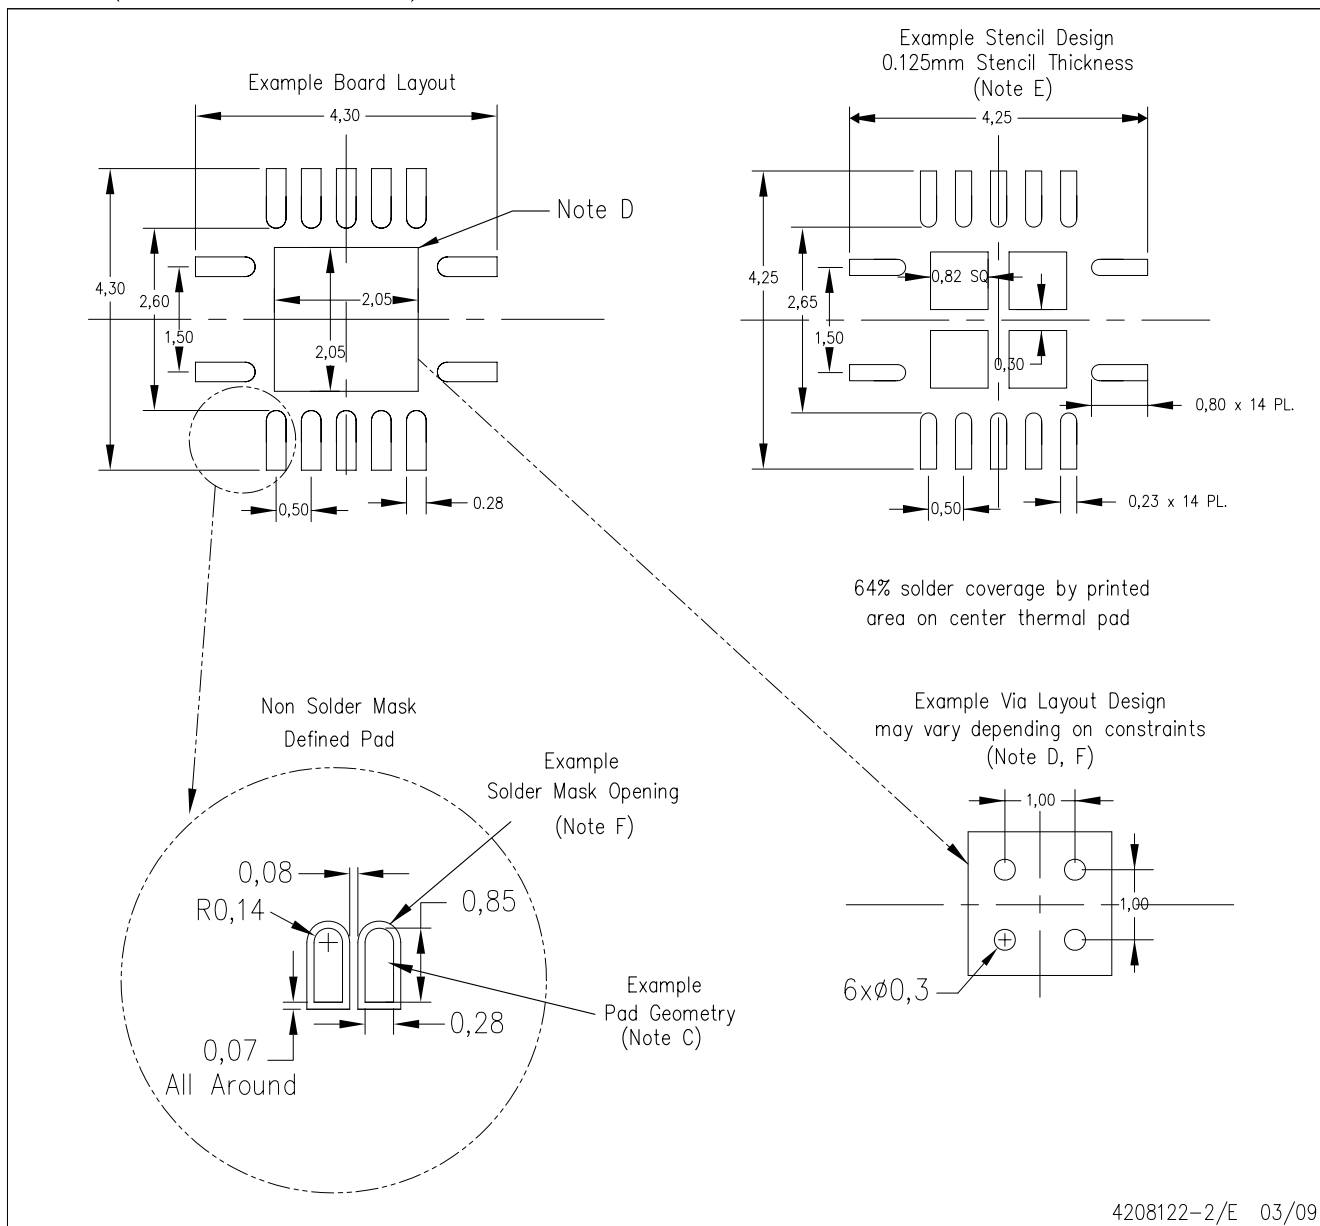 Example Board Layout
4,30
4,30
2,60
1,50
2,05
2,05
Note D
0,50
0.28
Example Stencil Design
0.125mm Stencil Thickness
(Note E)
4,25
4,25
2,65
1,50
0,82 SQ
0,30
0,80 x 14 PL.
0,50
0,23 x 14 PL.
64% solder coverage by printed
area on center thermal pad
Non Solder Mask
Defined Pad
Example
Solder Mask Opening
(Note F)
0,08
R0,14
0,85
0,28
0,07
All Around
Example
Pad Geometry
(Note C)
Example Via Layout Design
may vary depending on constraints
(Note D, F)
1,00
1,00
6xø0,3
4208122-2/E 03/09